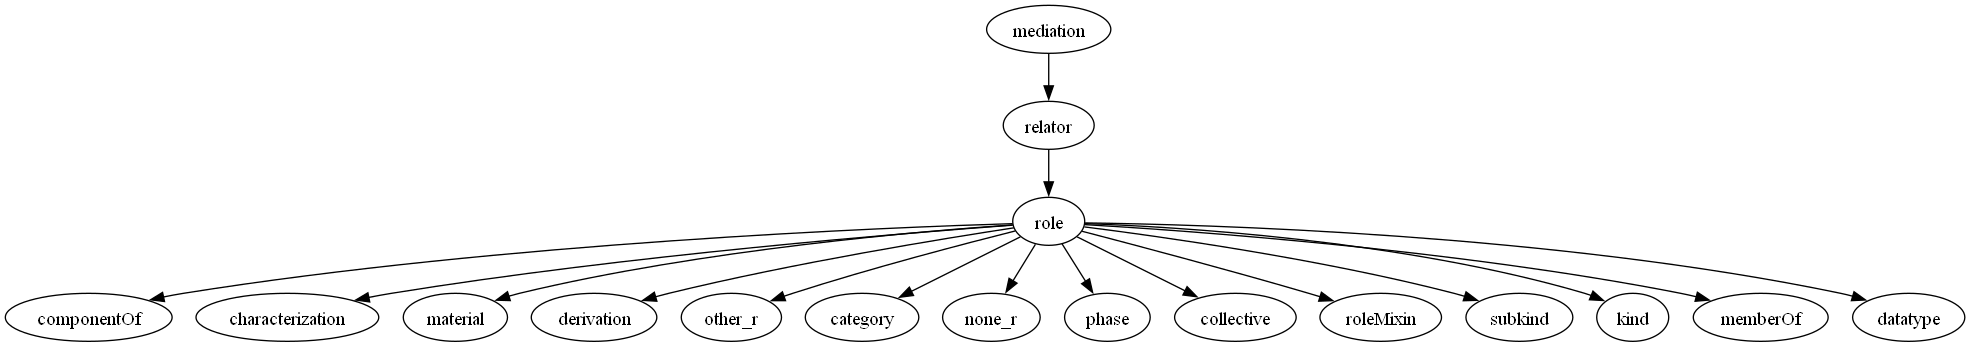 mediation
relator
role
componentOf
characterization
material
derivation
other_r
category
none_r
phase
collective
roleMixin
subkind
kind
memberOf
datatype